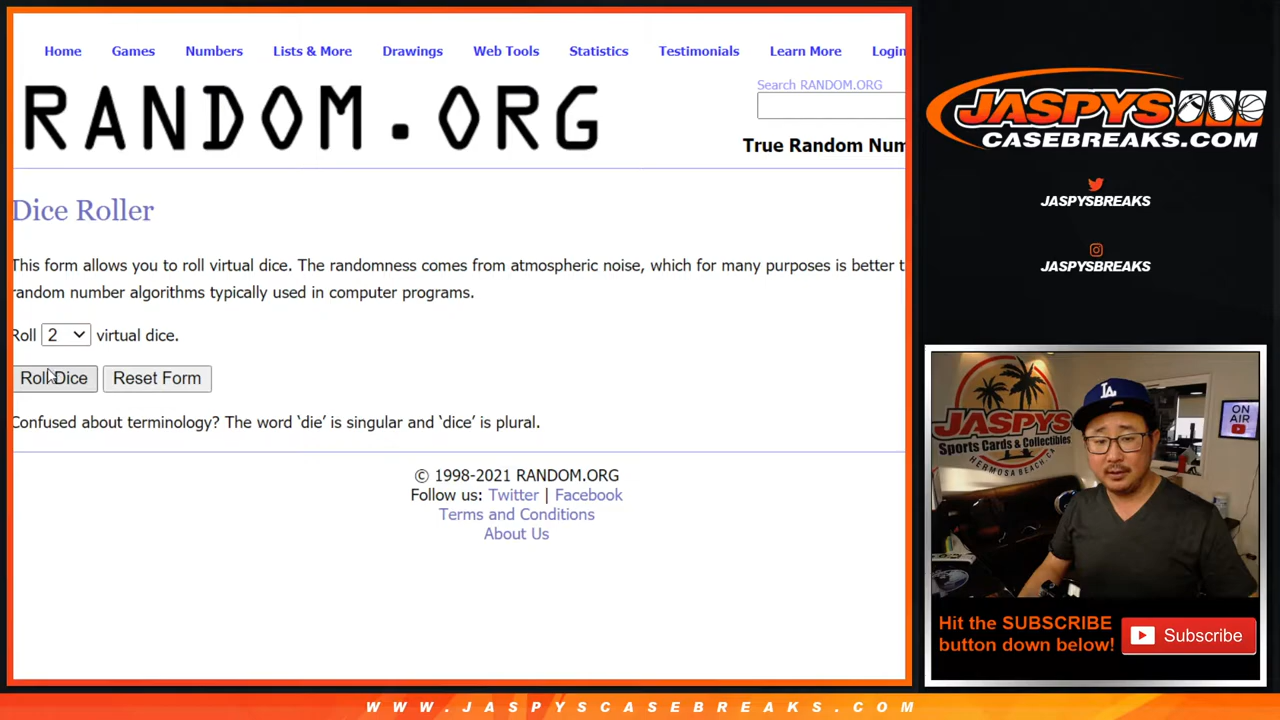 Home Games Numbers Lists & More Drawings Web Tools Statistics Testimonials Learn More Login
RANDOM.ORG
Search RANDOM.ORG
True Random Num
Dice Roller
This form allows you to roll virtual dice. The randomness comes from atmospheric noise, which for many purposes is better t
random number algorithms typically used in computer programs.
Roll 2 virtual dice.
Roll Dice Reset Form
Confused about terminology? The word ‘die’ is singular and ‘dice’ is plural.
© 1998-2021 RANDOM.ORG
Follow us: Twitter | Facebook
Terms and Conditions
About Us
JASPYS
CASEBREAKS.COM
JASPYSBREAKS
JASPYSBREAKS
JASPYS
Sports Cards & Collectibles
HERMOSA BEACH, CA
LA
ON
AIR
Hit the SUBSCRIBE
button down below!
Subscribe
WWW.JASPYSCASEBREAKS.COM